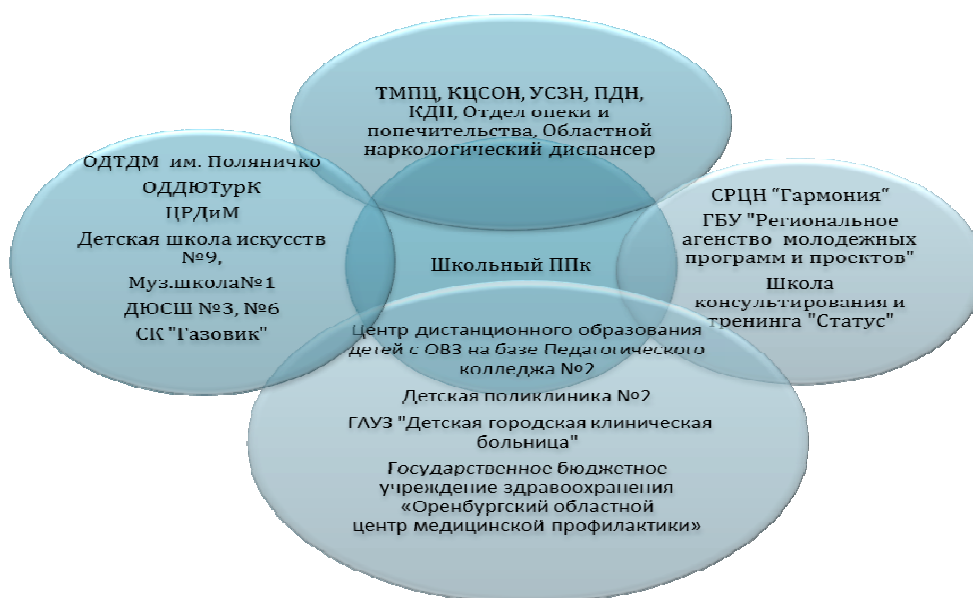 ТМПЦ, КЦСОН, УСЗН, ПДН,
КДН, Отдел опеки и
попечительства, Областной
наркологический диспансер
ОДТДМ им. Поляничко
ОДДЮТурК
ЦРДиМ
Детская школа искусств
№9,
Муз.школа№1
ДЮСШ №3, №6
СК "Газовик"
Школьный ППк
СРЦН "Гармония"
ГБУ "Региональное
агенство молодежных
программ и проектов"
Школа
консультирования и
тренинга "Статус"
Центр дистанционного образования
детей с ОВЗ на базе Педагогического
колледжа №2
Детская поликлиника №2
ГАУЗ "Детская городская клиническая
больница"
Государственное бюджетное
учреждение здравоохранения
«Оренбургский областной
центр медицинской профилактики»